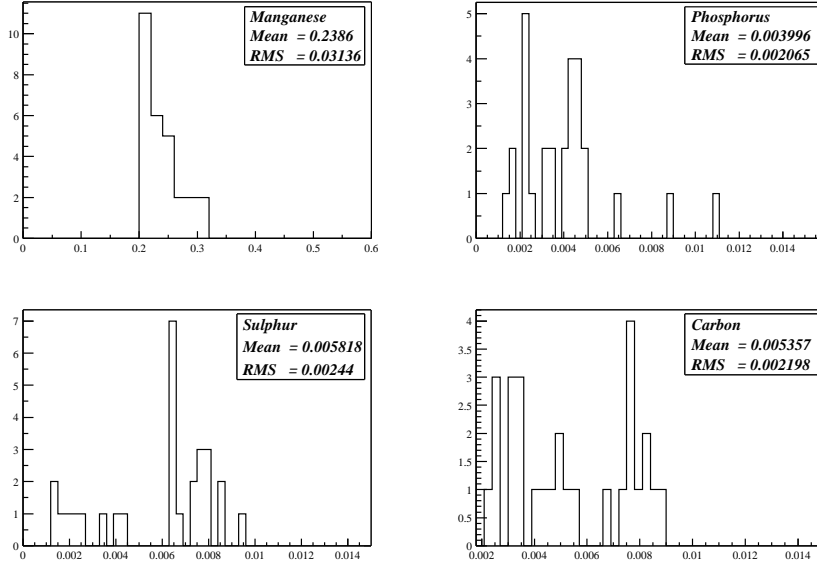 Manganese
Mean = 0.2386
RMS = 0.03136
10
8
6
4
2
0
0 0.1 0.2 0.3 0.4 0.5 0.6
Phosphorus
Mean = 0.003996
RMS = 0.002065
5
4
3
2
1
0
0 0.002 0.004 0.006 0.008 0.01 0.012 0.014
Sulphur
Mean = 0.005818
RMS = 0.00244
7
6
5
4
3
2
1
0
0 0.002 0.004 0.006 0.008 0.01 0.012 0.014
Carbon
Mean = 0.005357
RMS = 0.002198
4
3.5
3
2.5
2
1.5
1
0.5
0
0.002 0.004 0.006 0.008 0.01 0.012 0.014